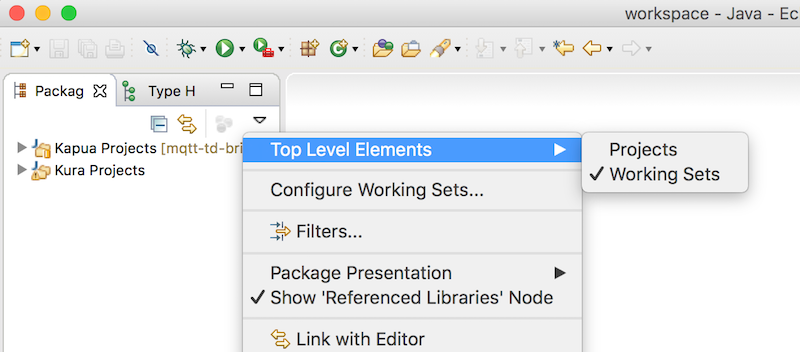 workspace - Java - Ec
Packag
Type H
Kapua Projects [mqtt-td-bri
Kura Projects
Top Level Elements
Projects
Working Sets
Configure Working Sets...
Filters...
Package Presentation
Show 'Referenced Libraries' Node
Link with Editor